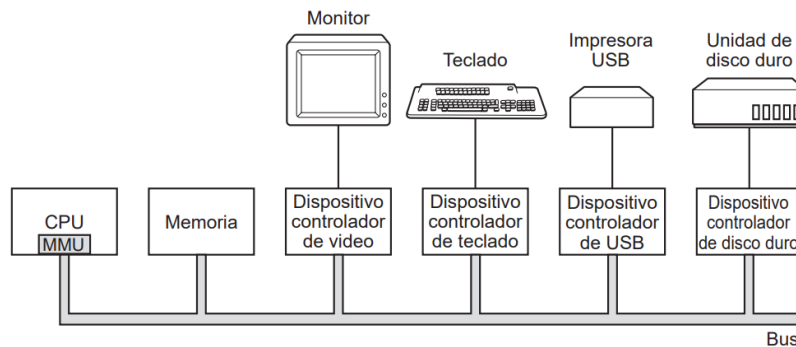 Monitor
Teclado
Impresora
USB
Unidad de
disco duro
CPU
MMU
Memoria
Dispositivo
controlador
de video
Dispositivo
controlador
de teclado
Dispositivo
controlador
de USB
Dispositivo
controlador
de disco duro
Bus